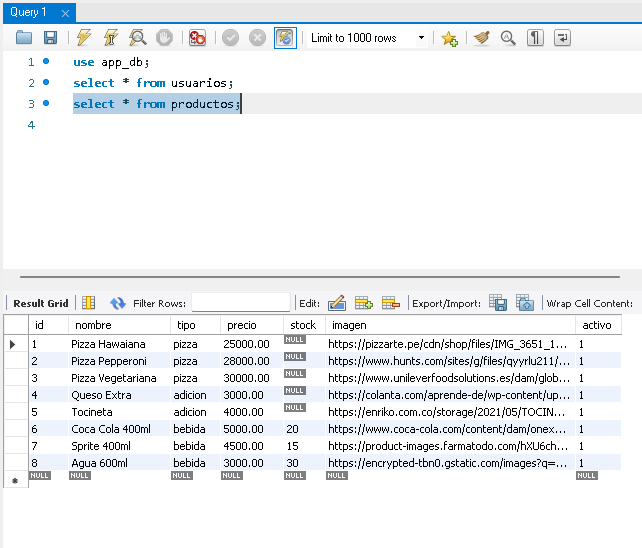 Query 1
Limit to 1000 rows
1 use app_db;
2 select * from usuarios;
3 select * from productos;
4
Result Grid Filter Rows: Edit: Export/Import: Wrap Cell Content:
id nombre tipo precio stock imagen activo
1 Pizza Hawaiana pizza 25000.00 NULL https://pizzarte.pe/cdn/shop/files/IMG_3651_1... 1
2 Pizza Pepperoni pizza 28000.00 NULL https://www.hunts.com/sites/g/files/qyyrlu211/... 1
3 Pizza Vegetariana pizza 30000.00 NULL https://www.unileverfoodsolutions.es/dam/glob... 1
4 Queso Extra adicion 3000.00 NULL https://colanta.com/aprende-de/wp-content/up... 1
5 Tocineta adicion 4000.00 NULL https://enriko.com.co/storage/2021/05/TOCIN... 1
6 Coca Cola 400ml bebida 5000.00 20 https://www.coca-cola.com/content/dam/onex... 1
7 Sprite 400ml bebida 4500.00 15 https://product-images.farmatodo.com/hXU6ch... 1
8 Agua 600ml bebida 3000.00 30 https://encrypted-tbn0.gstatic.com/images?q=... 1
NULL NULL NULL NULL NULL NULL NULL